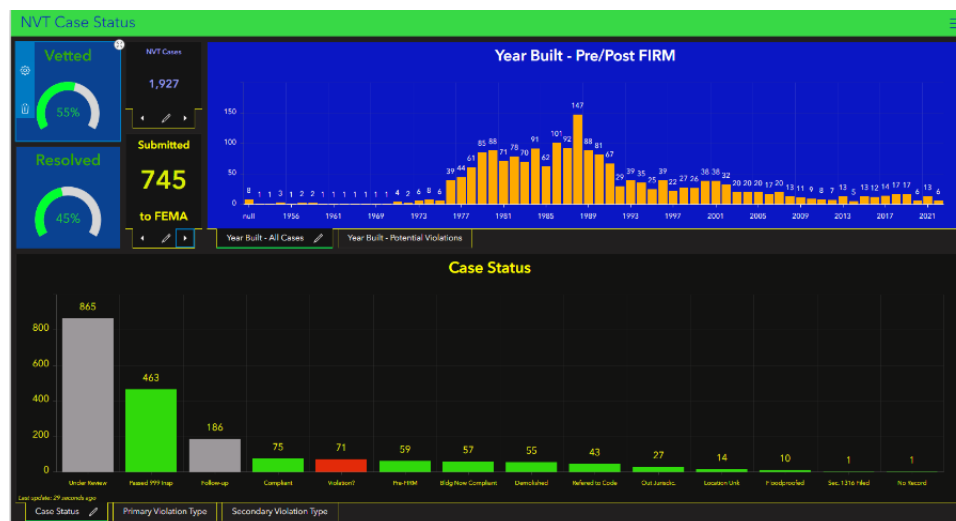 NVT Case Status
Vetted
55%
NVT Cases
1,927
Resolved
45%
Submitted
745
to FEMA
Year Built - Pre/Post FIRM
150
100
50
0
8 1 1 3 1 2 2 1 1 1 1 1 1 1 4 2 6 8 6 39 44 61 85 88 71 78 70 91 62 101 92 147 88 81 67 29 39 35 25 39 22 27 26 38 38 32 20 20 20 17 20 13 11 9 8 7 13 5 13 12 14 17 17 6 13 6
null 1956 1961 1969 1973 1977 1981 1985 1989 1993 1997 2001 2005 2009 2013 2017 2021
Year Built - All Cases
Year Built - Potential Violations
Case Status
800
600
400
200
0
865 463 186 75 71 59 57 55 43 27 14 10 1 1
Under Review Passed 999 Insp Follow-up Compliant Violation? Pre-FIRM Bldg Now Compliant Demolished Refered to Code Out Juresdic. Location Unk Floodproofed Sec. 1316 Filed No Record
Last update: 29 seconds ago
Case Status
Primary Violation Type
Secondary Violation Type